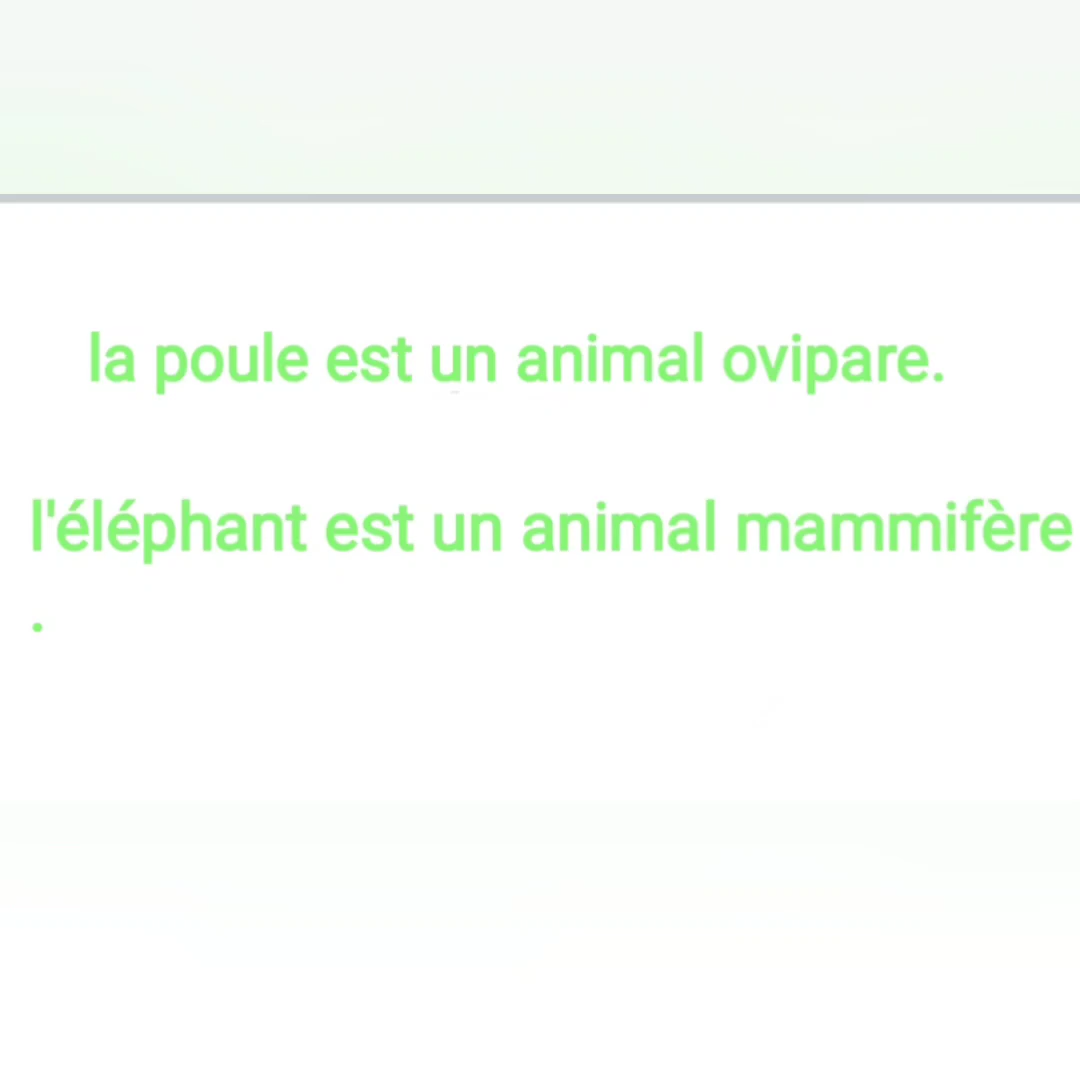 la poule est un animal ovipare.
l'éléphant est un animal mammifère
.